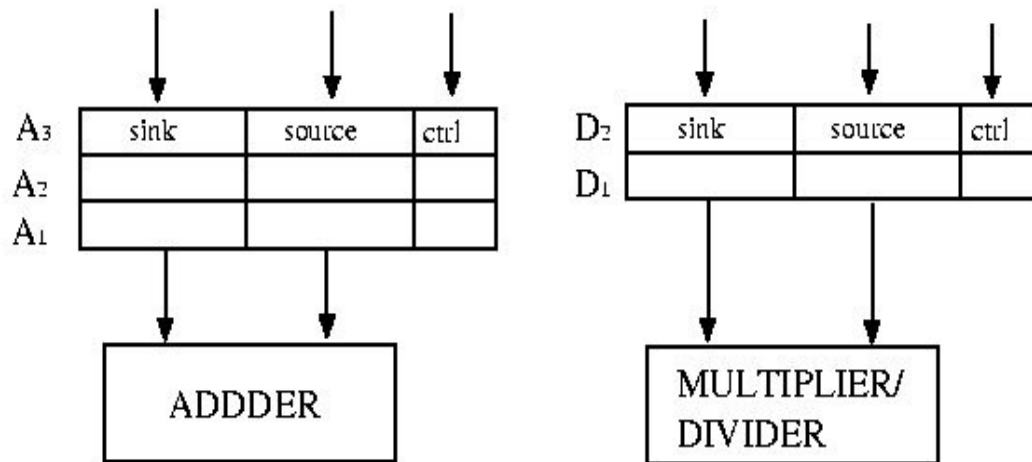 A3 sink source ctrl
A2
A1
ADDDER
D2 sink source ctrl
D1
MULTIPLIER/
DIVIDER